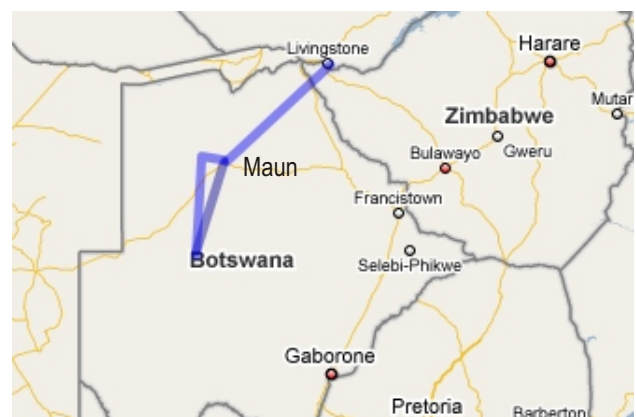 Livingstone
Harare
Mutar
Zimbabwe
Maun
Bulawayo
Gweru
Francistown
Botswana
Selebi-Phikwe
Gaborone
Pretoria
Barberton